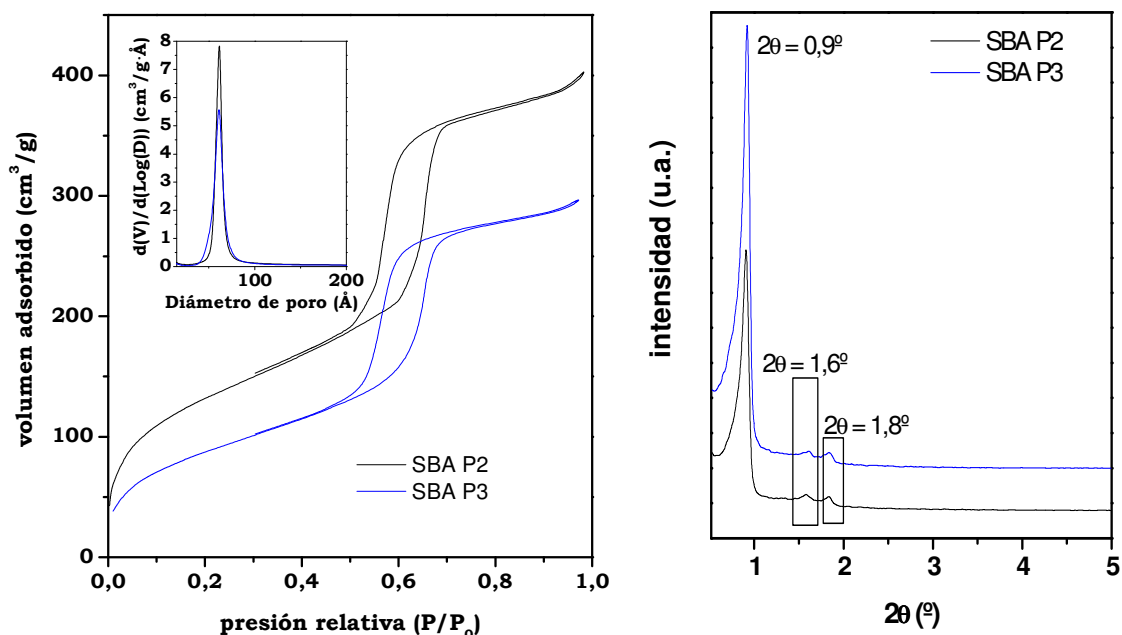 volumen adsorbido (cm³/g)
400
300
200
100
0
0,0 0,2 0,4 0,6 0,8 1,0
presión relativa (P/P₀)
d(V)/d(Log(D)) (cm³/g·Å)
8
7
6
5
4
3
2
1
0
100 200
Diámetro de poro (Å)
SBA P2
SBA P3
intensidad (u.a.)
2θ = 0,9º
SBA P2
SBA P3
2θ = 1,6º
2θ = 1,8º
1 2 3 4 5
2θ (º)